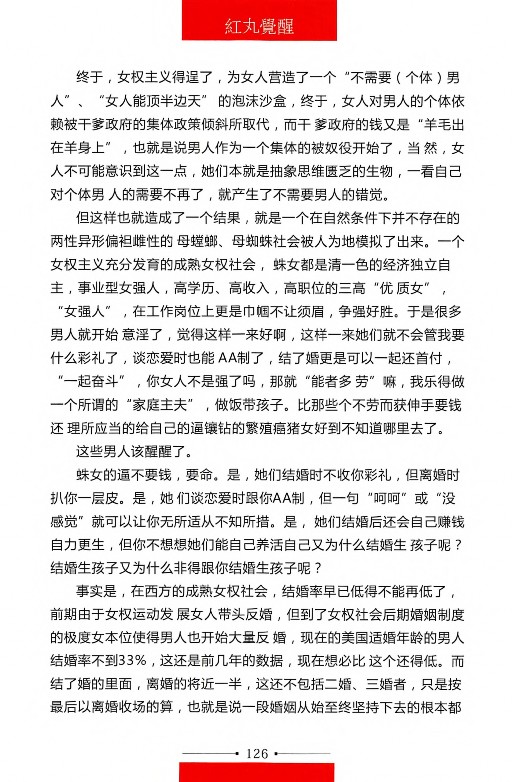 紅丸覺醒
终于，女权主义得逞了，为女人营造了一个“不需要（个体）男
人”、“女人能顶半边天” 的泡沫沙盒，终于，女人对男人的个体依
赖被干爹政府的集体政策倾斜所取代，而干 爹政府的钱又是“羊毛出
在羊身上”，也就是说男人作为一个集体的被奴役开始了，当 然，女
人不可能意识到这一点，她们本就是抽象思维匮乏的生物，一看自己
对个体男 人的需要不再了，就产生了不需要男人的错觉。
但这样也就造成了一个结果，就是一个在自然条件下并不存在的
两性异形偏袒雌性的 母螳螂、母蜘蛛社会被人为地模拟了出来。一个
女权主义充分发育的成熟女权社会， 蛛女都是清一色的经济独立自
主，事业型女强人，高学历、高收入，高职位的三高“优 质女”，
“女强人”，在工作岗位上更是巾帼不让须眉，争强好胜。于是很多
男人就开始 意淫了，觉得这样一来好啊，这样一来她们就不会管我要
什么彩礼了，谈恋爱时也能 AA制了，结了婚更是可以一起还首付，
“一起奋斗”，你女人不是强了吗，那就“能者多 劳”嘛，我乐得做
一个所谓的“家庭主夫”，做饭带孩子。比那些个不劳而获伸手要钱
还 理所应当的给自己的逼镶钻的繁殖癌猪女好到不知道哪里去了。
这些男人该醒醒了。
蛛女的逼不要钱，要命。是，她们结婚时不收你彩礼，但离婚时
扒你一层皮。是，她 们谈恋爱时跟你AA制，但一句“呵呵”或“没
感觉”就可以让你无所适从不知所措。是， 她们结婚后还会自己赚钱
自力更生，但你不想想她们能自己养活自己又为什么结婚生 孩子呢？
结婚生孩子又为什么非得跟你结婚生孩子呢？
事实是，在西方的成熟女权社会，结婚率早已低得不能再低了，
前期由于女权运动发 展女人带头反婚，但到了女权社会后期婚姻制度
的极度女本位使得男人也开始大量反 婚，现在的美国适婚年龄的男人
结婚率不到33%，这还是前几年的数据，现在想必比 这个还得低。而
结了婚的里面，离婚的将近一半，这还不包括二婚、三婚者，只是按
最后以离婚收场的算，也就是说一段婚姻从始至终坚持下去的根本都
126